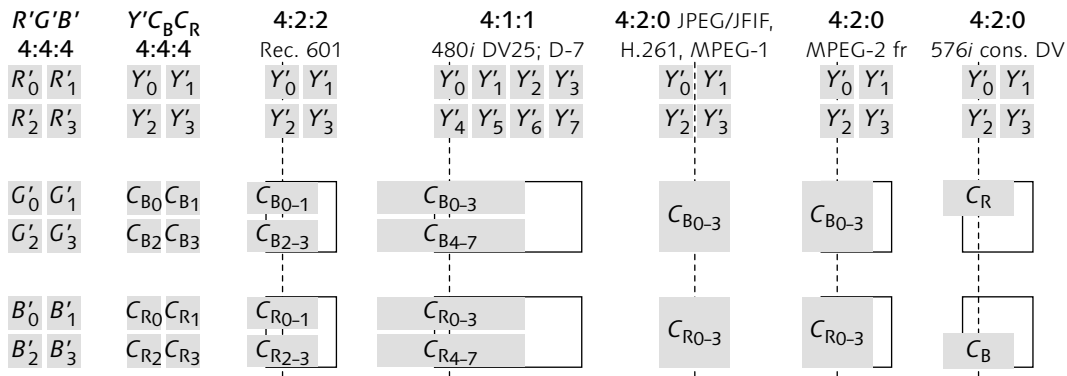 R'G'B' Y'CBCR 4:2:2 4:1:1 4:2:0 JPEG/JFIF, 4:2:0 4:2:0
4:4:4 4:4:4 Rec. 601 480i DV25; D-7 H.261, MPEG-1 MPEG-2 fr 576i cons. DV
R'0 R'1 Y'0 Y'1 Y'0 Y'1 Y'0 Y'1 Y'2 Y'3 Y'0 Y'1 Y'0 Y'1 Y'0 Y'1
R'2 R'3 Y'2 Y'3 Y'2 Y'3 Y'4 Y'5 Y'6 Y'7 Y'2 Y'3 Y'2 Y'3 Y'2 Y'3
G'0 G'1 CB0 CB1 CB0–1 CB0–3 CB0–3 CB0–3 CR
G'2 G'3 CB2 CB3 CB2–3 CB4–7
B'0 B'1 CR0 CR1 CR0–1 CR0–3 CR0–3 CR0–3
B'2 B'3 CR2 CR3 CR2–3 CR4–7 CB